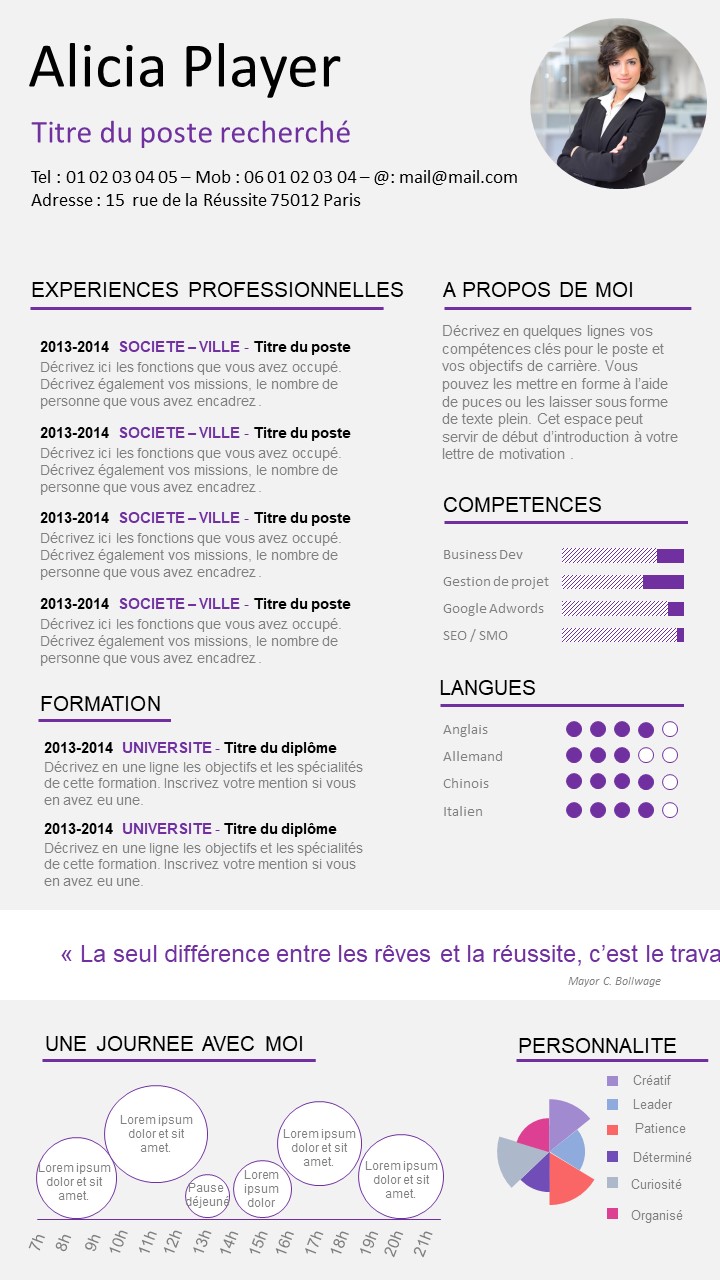 Alicia Player
Titre du poste recherché
Tel : 01 02 03 04 05 – Mob : 06 01 02 03 04 – @: mail@mail.com
Adresse : 15 rue de la Réussite 75012 Paris
EXPERIENCES PROFESSIONNELLES
2013-2014 SOCIETE – VILLE - Titre du poste
Décrivez ici les fonctions que vous avez occupé.
Décrivez également vos missions, le nombre de
personne que vous avez encadrez .
2013-2014 SOCIETE – VILLE - Titre du poste
Décrivez ici les fonctions que vous avez occupé.
Décrivez également vos missions, le nombre de
personne que vous avez encadrez .
2013-2014 SOCIETE – VILLE - Titre du poste
Décrivez ici les fonctions que vous avez occupé.
Décrivez également vos missions, le nombre de
personne que vous avez encadrez .
2013-2014 SOCIETE – VILLE - Titre du poste
Décrivez ici les fonctions que vous avez occupé.
Décrivez également vos missions, le nombre de
personne que vous avez encadrez .
FORMATION
2013-2014 UNIVERSITE - Titre du diplôme
Décrivez en une ligne les objectifs et les spécialités
de cette formation. Inscrivez votre mention si vous
en avez eu une.
2013-2014 UNIVERSITE - Titre du diplôme
Décrivez en une ligne les objectifs et les spécialités
de cette formation. Inscrivez votre mention si vous
en avez eu une.
A PROPOS DE MOI
Décrivez en quelques lignes vos
compétences clés pour le poste et
vos objectifs de carrière. Vous
pouvez les mettre en forme à l’aide
de puces ou les laisser sous forme
de texte plein. Cet espace peut
servir de début d’introduction à votre
lettre de motivation .
COMPETENCES
Business Dev
Gestion de projet
Google Adwords
SEO / SMO
LANGUES
Anglais
Allemand
Chinois
Italien
« La seul différence entre les rêves et la réussite, c’est le trava
Mayor C. Bollwage
UNE JOURNEE AVEC MOI
Lorem ipsum
dolor et sit
amet.
Lorem ipsum
dolor et sit
amet.
Pause
déjeuné
Lorem
ipsum
dolor
Lorem ipsum
dolor et sit
amet.
Lorem ipsum
dolor et sit
amet.
7h 8h 9h 10h 11h 12h 13h 14h 15h 16h 17h 18h 19h 20h 21h
PERSONNALITE
Créatif
Leader
Patience
Déterminé
Curiosité
Organisé